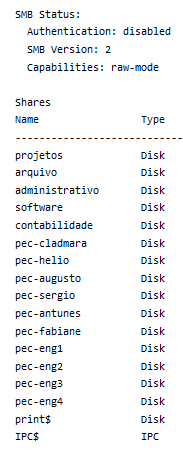 SMB Status:
Authentication: disabled
SMB Version: 2
Capabilities: raw-mode
Shares
Name Type
----------------------------
projetos Disk
arquivo Disk
administrativo Disk
software Disk
contabilidade Disk
pec-cladmara Disk
pec-helio Disk
pec-augusto Disk
pec-sergio Disk
pec-antunes Disk
pec-fabiane Disk
pec-eng1 Disk
pec-eng2 Disk
pec-eng3 Disk
pec-eng4 Disk
print$ Disk
IPC$ IPC